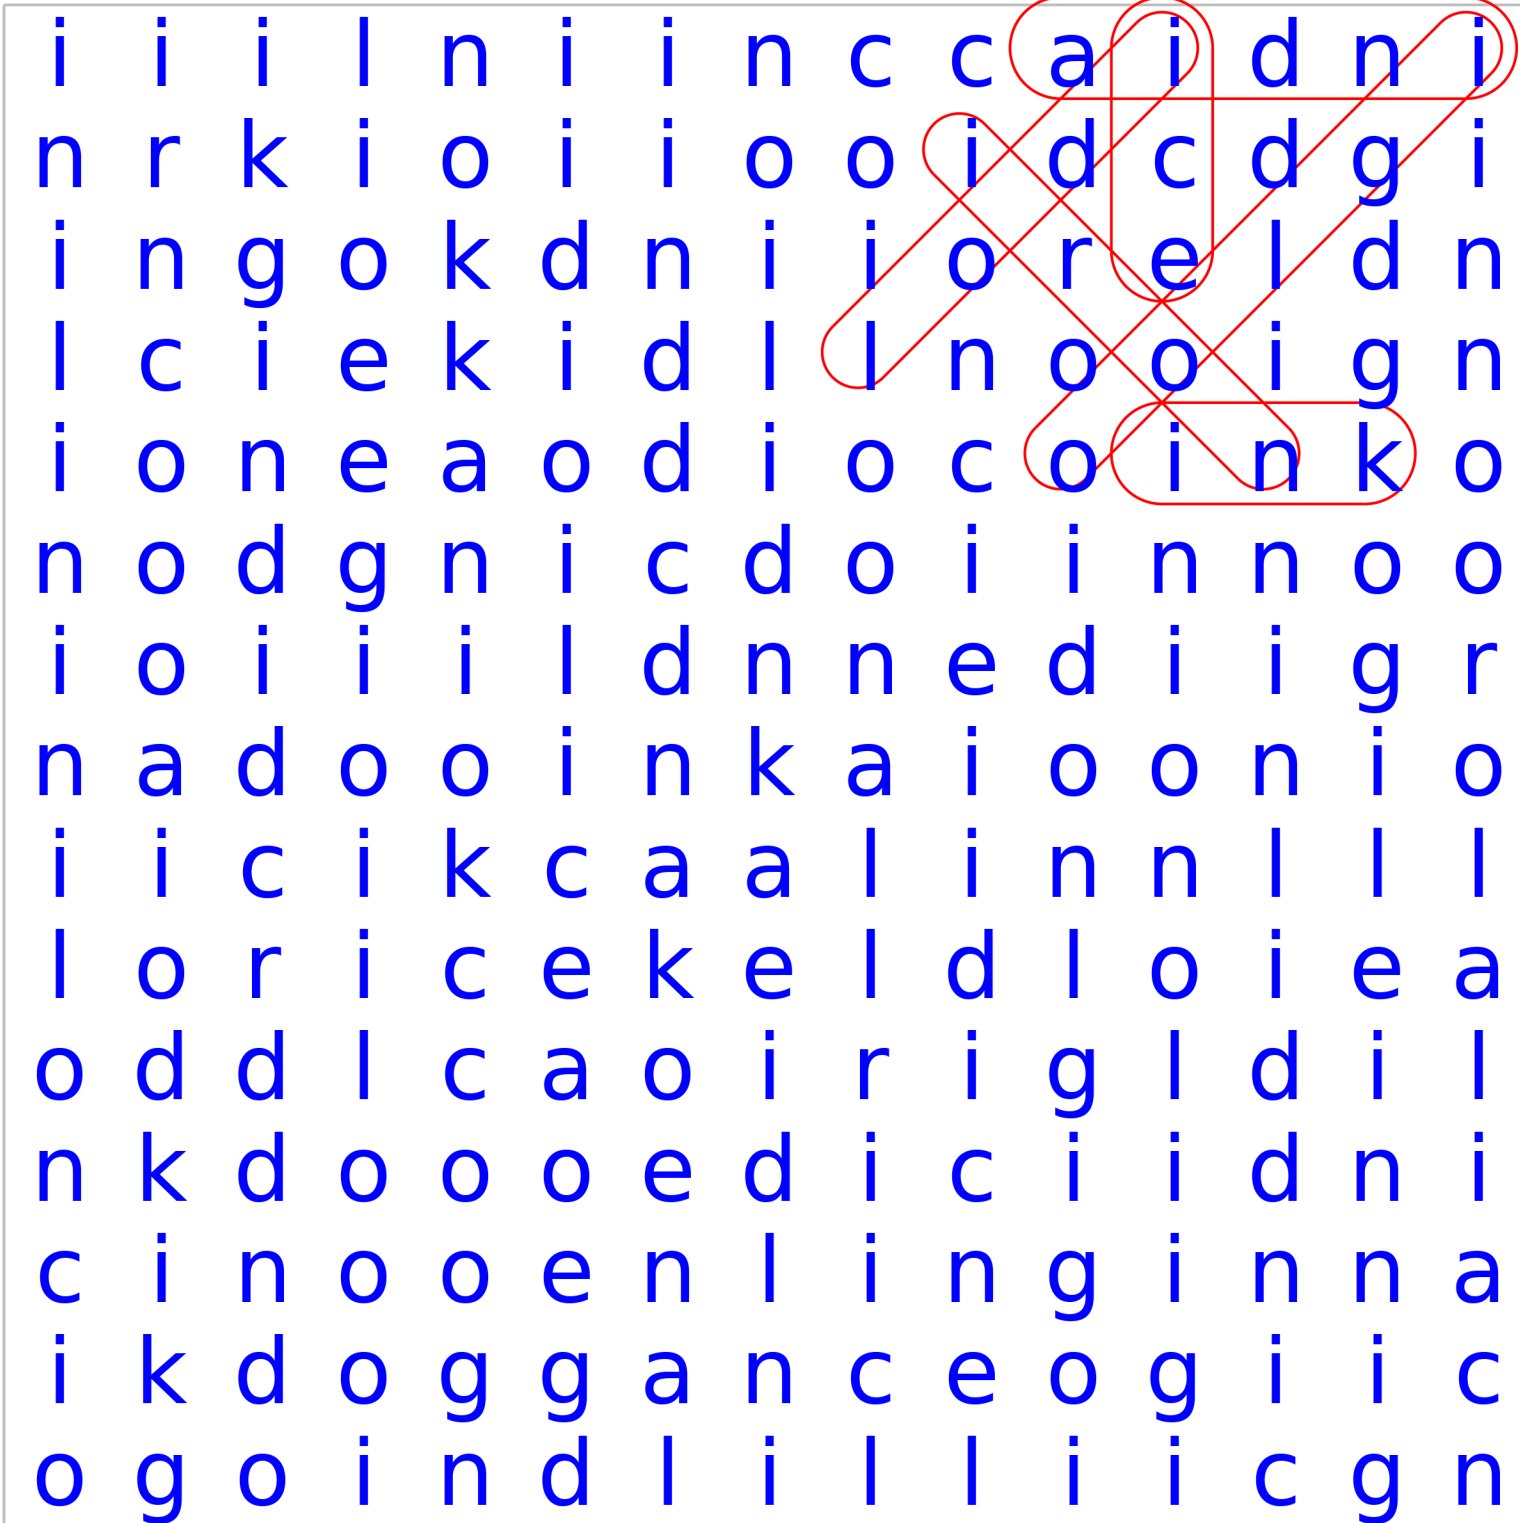 i i i l n i i n c c a i d n i
n r k i o i i o o i d c d g i
i n g o k d n i i o r e l d n
l c i e k i d l l n o o i g n
i o n e a o d i o c o i n k o
n o d g n i c d o i i n n o o
i o i i i l d n n e d i i g r
n a d o o i n k a i o o n i o
i i c i k c a a l i n n l l l
l o r i c e k e l d l o i e a
o d d l c a o i r i g l d i l
n k d o o o e d i c i i d n i
c i n o o e n l i n g i n n a
i k d o g g a n c e o g i i c
o g o i n d l i l l i i c g n